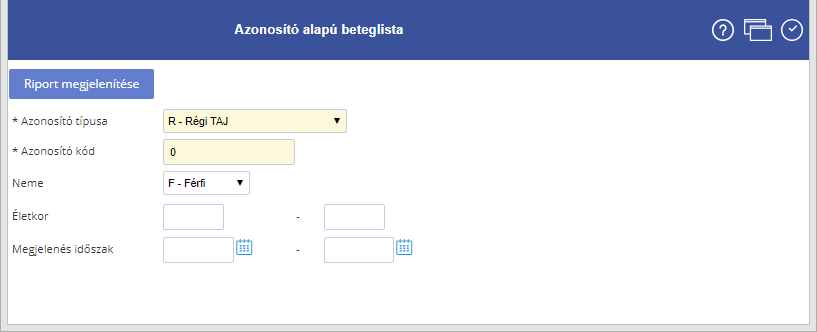 Azonosító alapú beteglista
Riport megjelenítése
* Azonosító típusa R - Régi TAJ
* Azonosító kód 0
Neme F - Férfi
Életkor -
Megjelenés időszak -